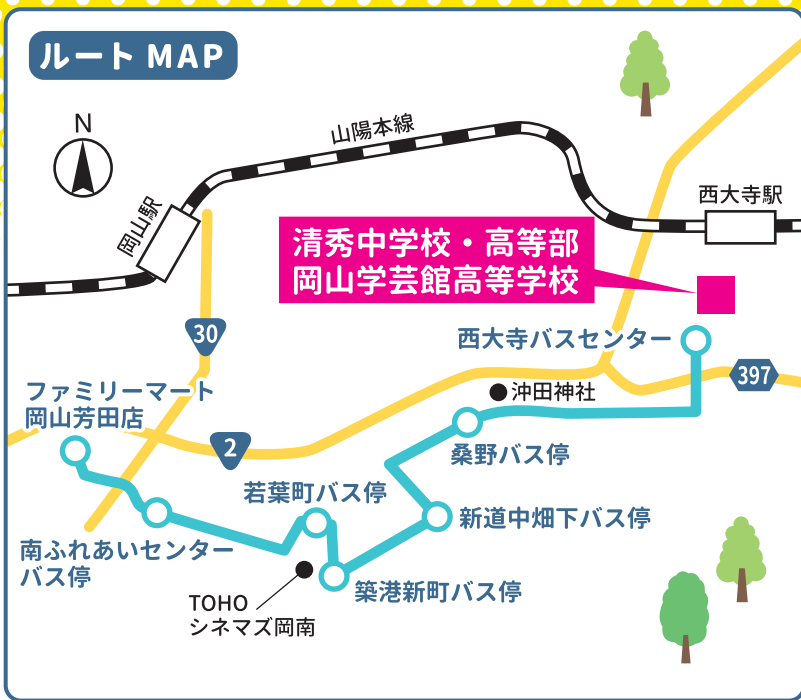 ルートMAP
N
山陽本線
岡山駅
西大寺駅
清秀中学校・高等部
岡山学芸館高等学校
30
西大寺バスセンター
397
ファミリーマート
岡山芳田店
沖田神社
2
桑野バス停
若葉町バス停
新道中畑下バス停
南ふれあいセンター
バス停
築港新町バス停
TOHO
シネマズ岡南